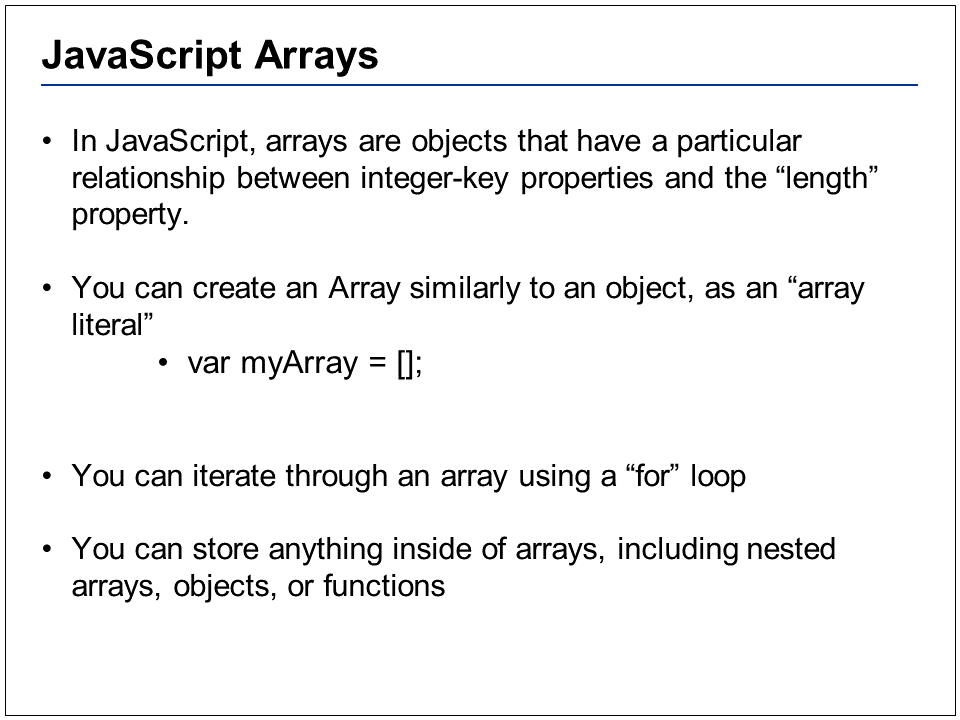 JavaScript Arrays
• In JavaScript, arrays are objects that have a particular
relationship between integer-key properties and the “length”
property.
• You can create an Array similarly to an object, as an “array
literal”
• var myArray = [];
• You can iterate through an array using a “for” loop
• You can store anything inside of arrays, including nested
arrays, objects, or functions